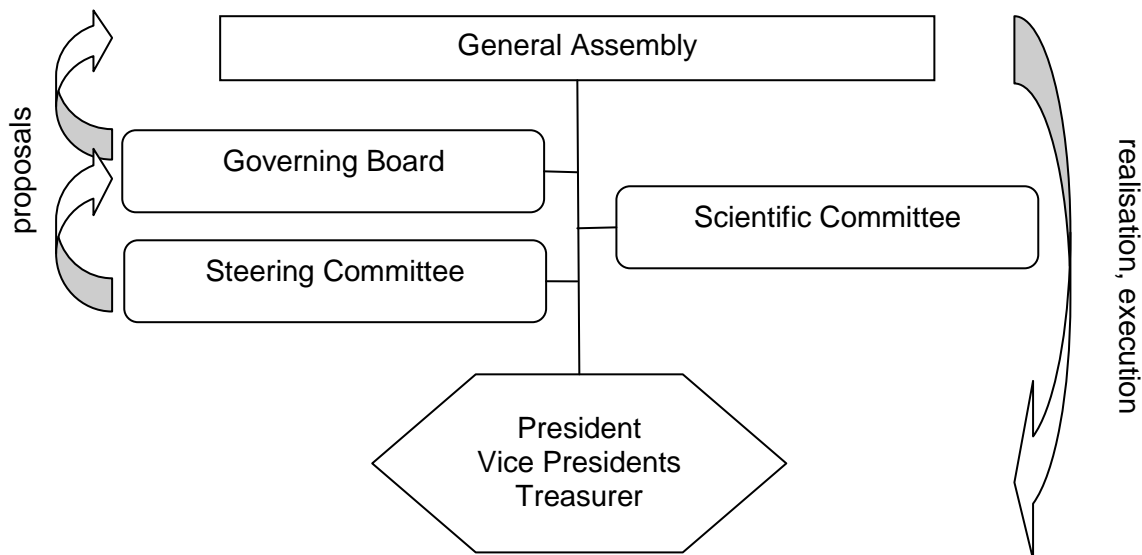 General Assembly
proposals
Governing Board
Scientific Committee
Steering Committee
realisation, execution
President
Vice Presidents
Treasurer